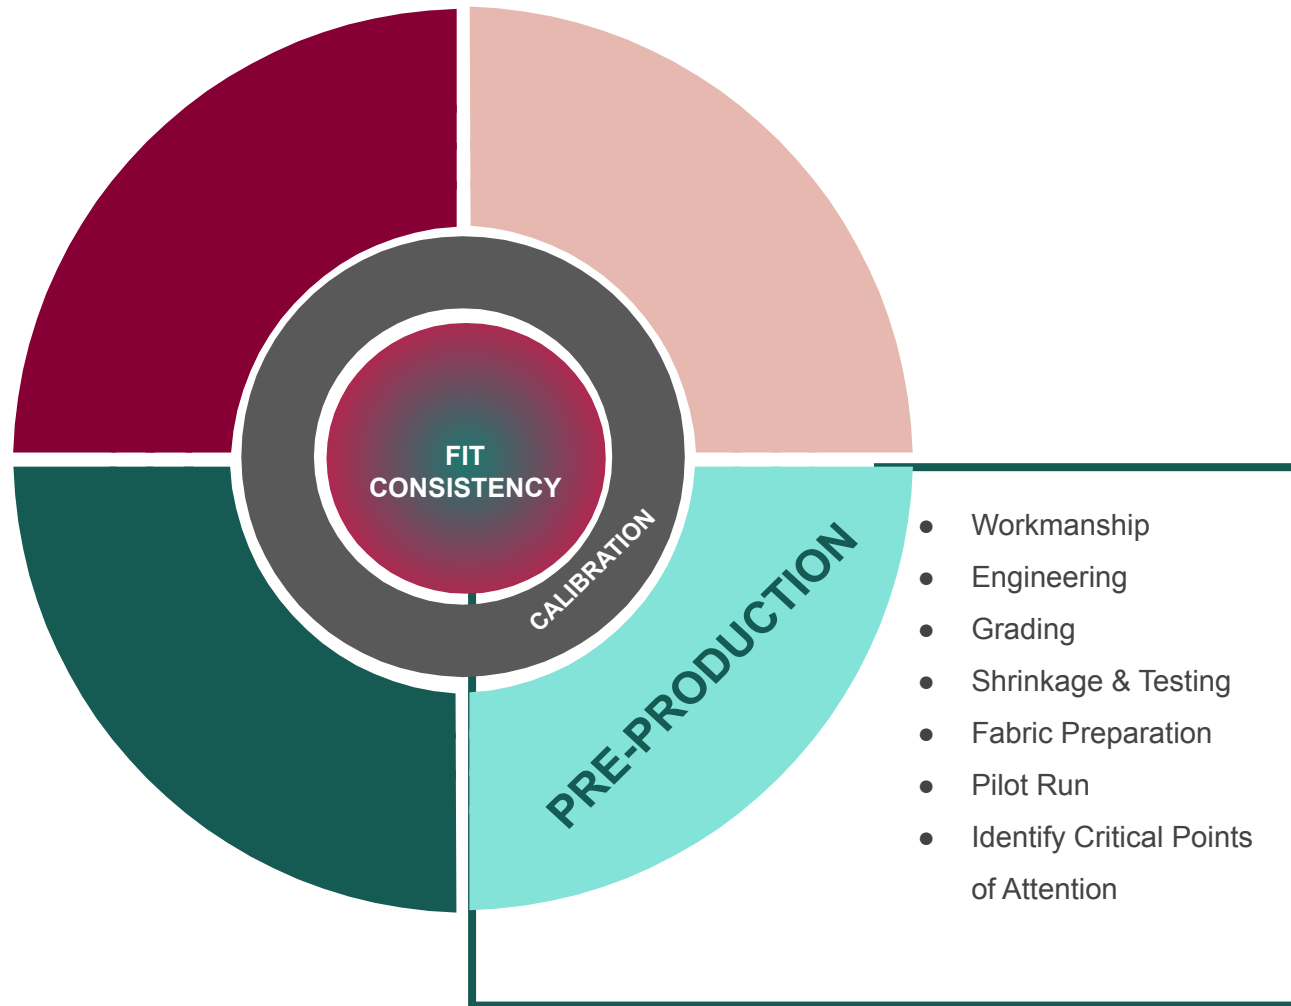 FIT
CONSISTENCY
CALIBRATION
PRE-PRODUCTION
● Workmanship
● Engineering
● Grading
● Shrinkage & Testing
● Fabric Preparation
● Pilot Run
● Identify Critical Points
of Attention